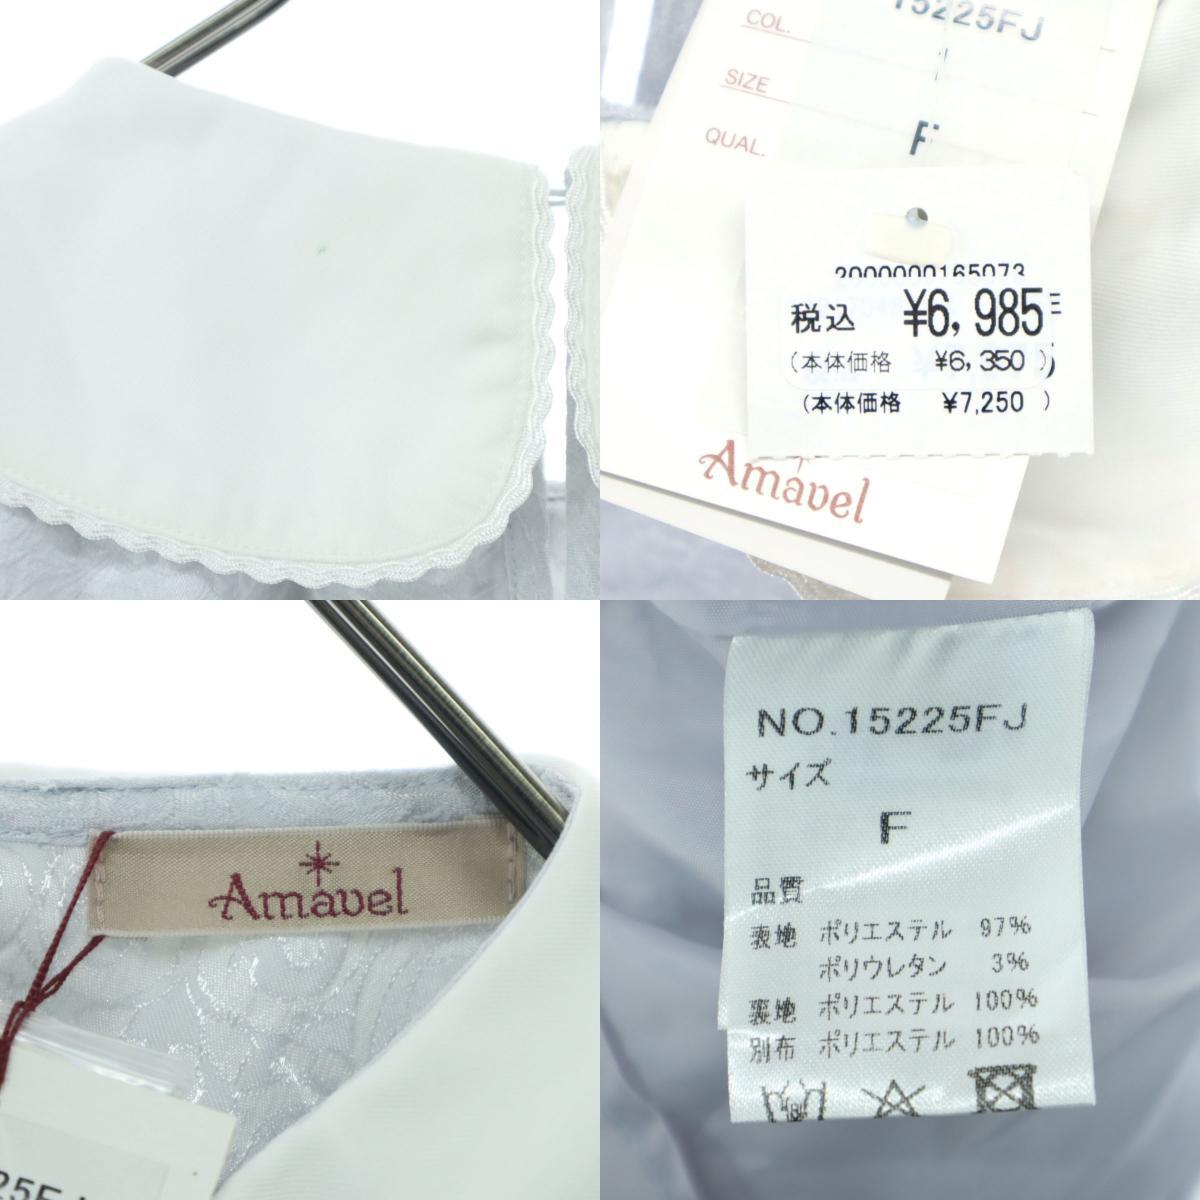 15225FJ
COL.
SIZE
F
QUAL.
2000000165073
税込 ¥6,985
(本体価格 ¥6,350)
(本体価格 ¥7,250)
Amavel
Amavel
NO.15225FJ
サイズ
F
品質
表地 ポリエステル 97%
ポリウレタン 3%
裏地 ポリエステル 100%
別布 ポリエステル 100%